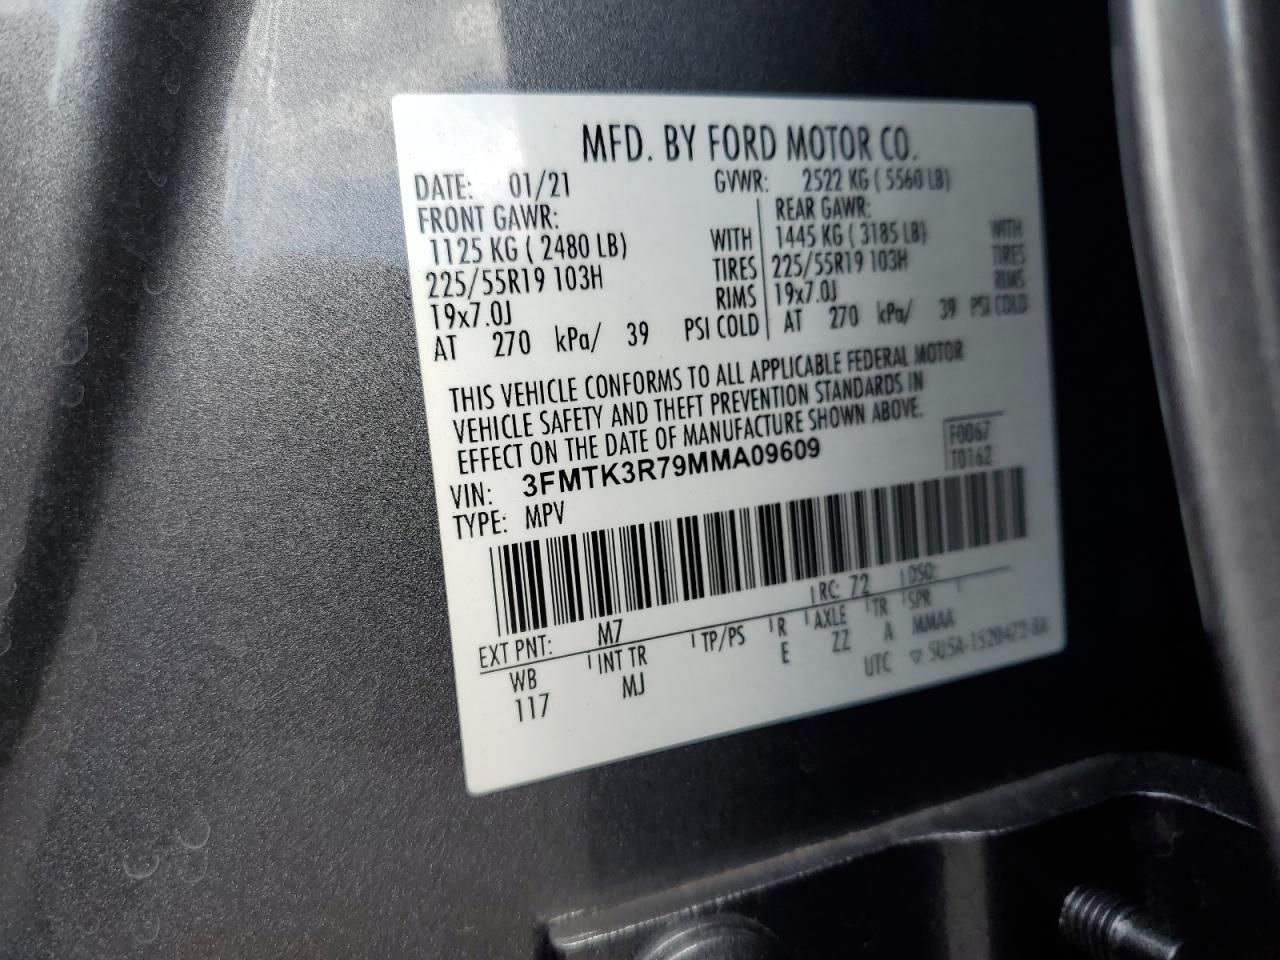 MFD. BY FORD MOTOR CO.
DATE: 01/21 GVWR: 2522 KG ( 5560 LB)
FRONT GAWR: REAR GAWR:
1125 KG ( 2480 LB) WITH 1445 KG ( 3185 LB) WITH
225/55R19 103H TIRES 225/55R19 103H TIRES
19x7.0J RIMS 19x7.0J RIMS
AT 270 kPa/ 39 PSI COLD AT 270 kPa/ 39 PSI COLD
THIS VEHICLE CONFORMS TO ALL APPLICABLE FEDERAL MOTOR
VEHICLE SAFETY AND THEFT PREVENTION STANDARDS IN
EFFECT ON THE DATE OF MANUFACTURE SHOWN ABOVE.
F0067
VIN: 3FMTK3R79MMA09609 T0162
TYPE: MPV
EXT PNT: M7 RC: 72 DSO:
WB INT TR TP/PS R AXLE TR SPR
117 MJ E ZZ A MMAA
UTC ▽ 5U5A-1520472-BA